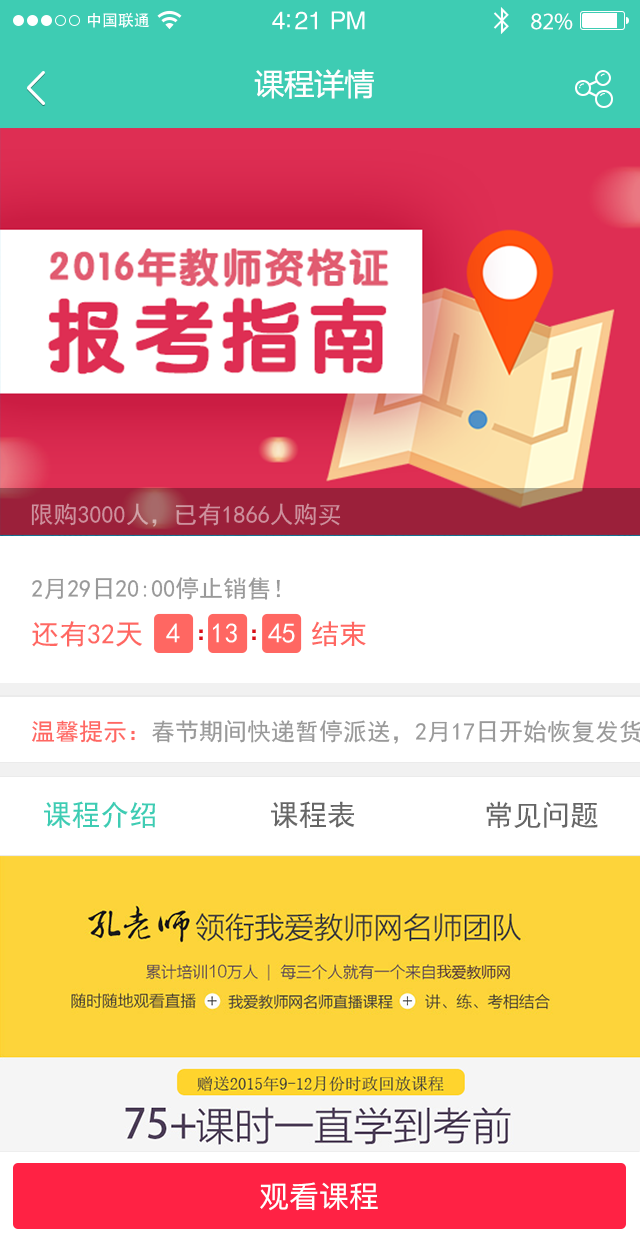 中国联通 4:21 PM 82%
课程详情
2016年教师资格证
报考指南
限购3000人，已有1866人购买
2月29日20:00停止销售！
还有32天 4:13:45 结束
温馨提示：春节期间快递暂停派送，2月17日开始恢复发货
课程介绍 课程表 常见问题
孔老师领衔我爱教师网名师团队
累计培训10万人 | 每三个人就有一个来自我爱教师网
随时随地观看直播 + 我爱教师网名师直播课程 + 讲、练、考相结合
赠送2015年9-12月份时政回放课程
75+课时一直学到考前
观看课程